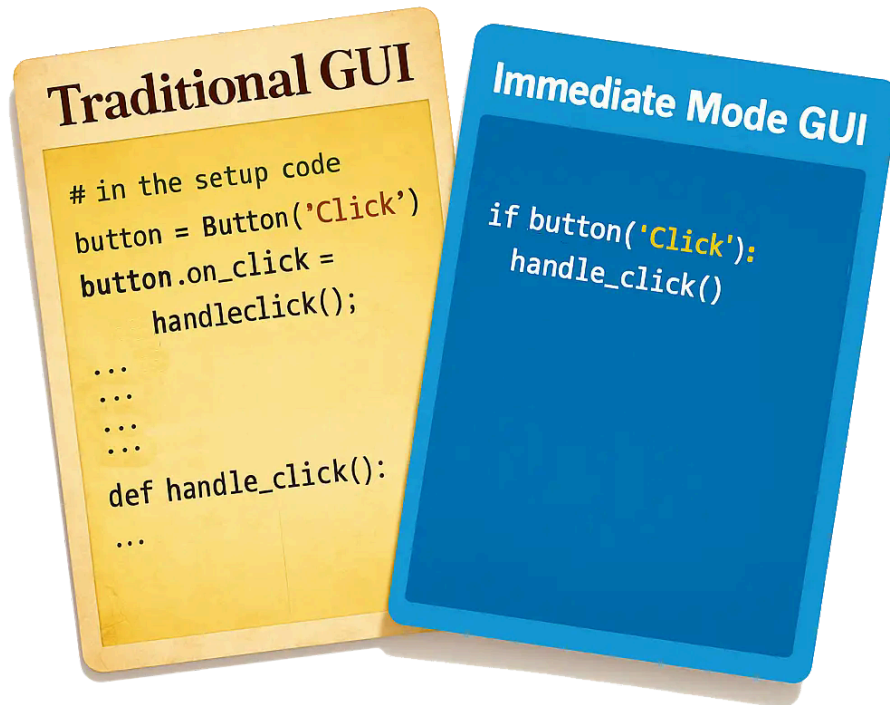 Traditional GUI
# in the setup code
button = Button('Click')
button.on_click =
handleclick();
...
...
...
...
def handle_click():
...
Immediate Mode GUI
if button('Click'):
handle_click()